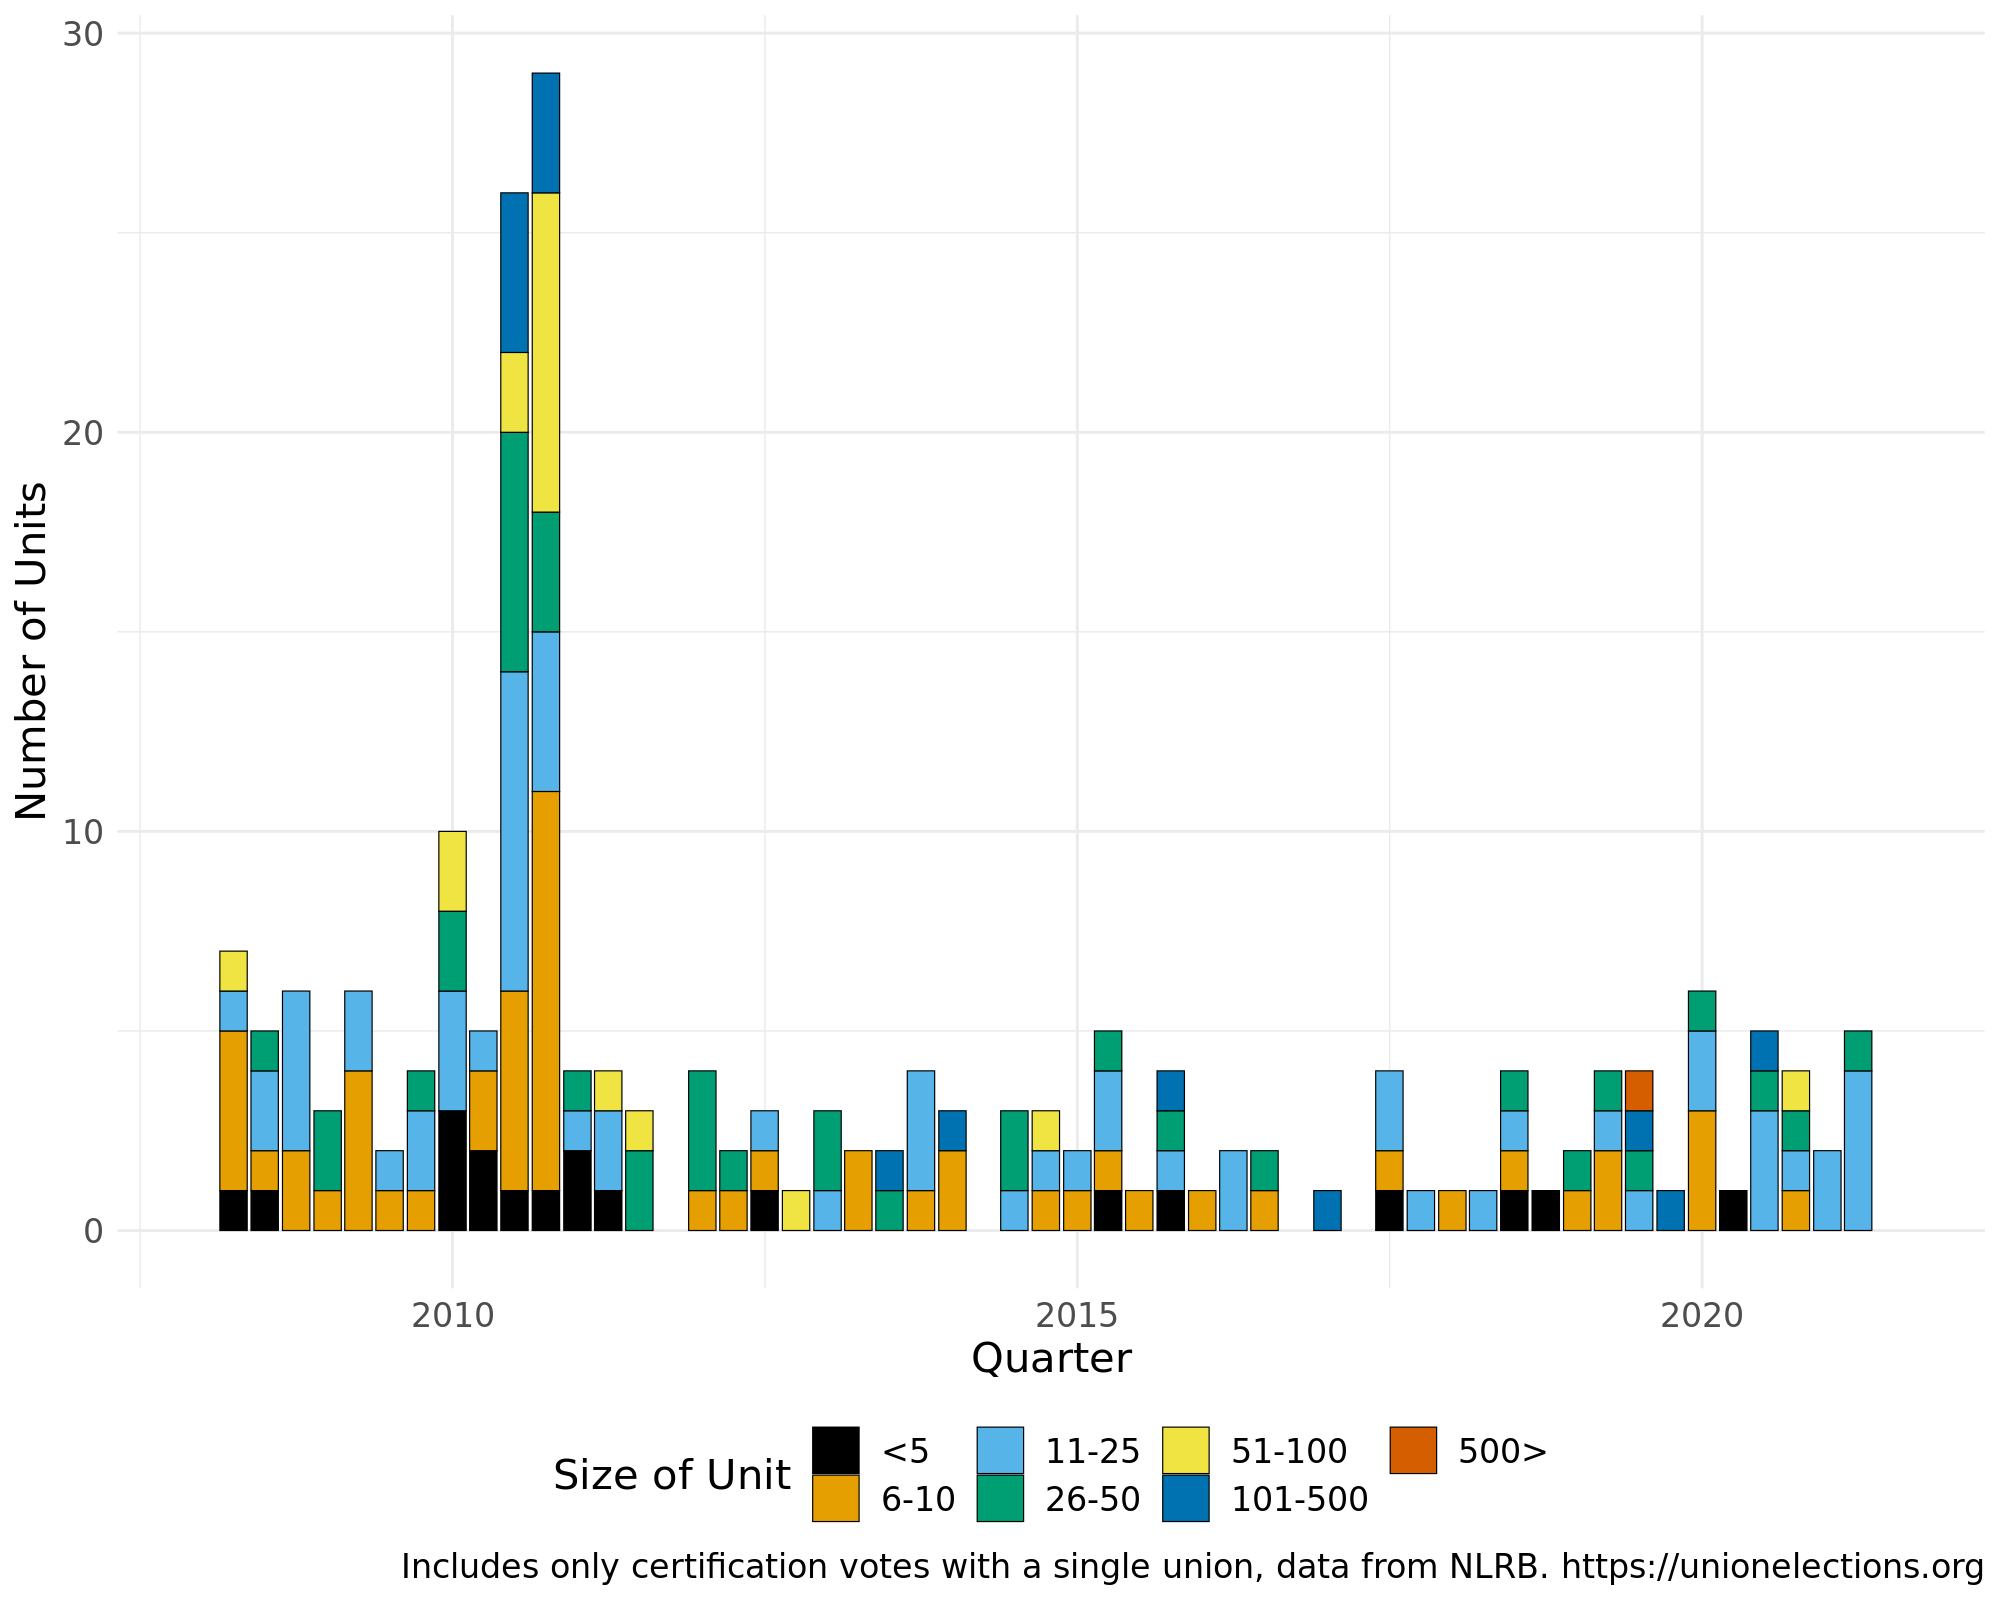 30
20
10
0
Number of Units
2010 2015 2020
Quarter
Size of Unit
<5 11-25 51-100 500>
6-10 26-50 101-500
Includes only certification votes with a single union, data from NLRB. https://unionelections.org